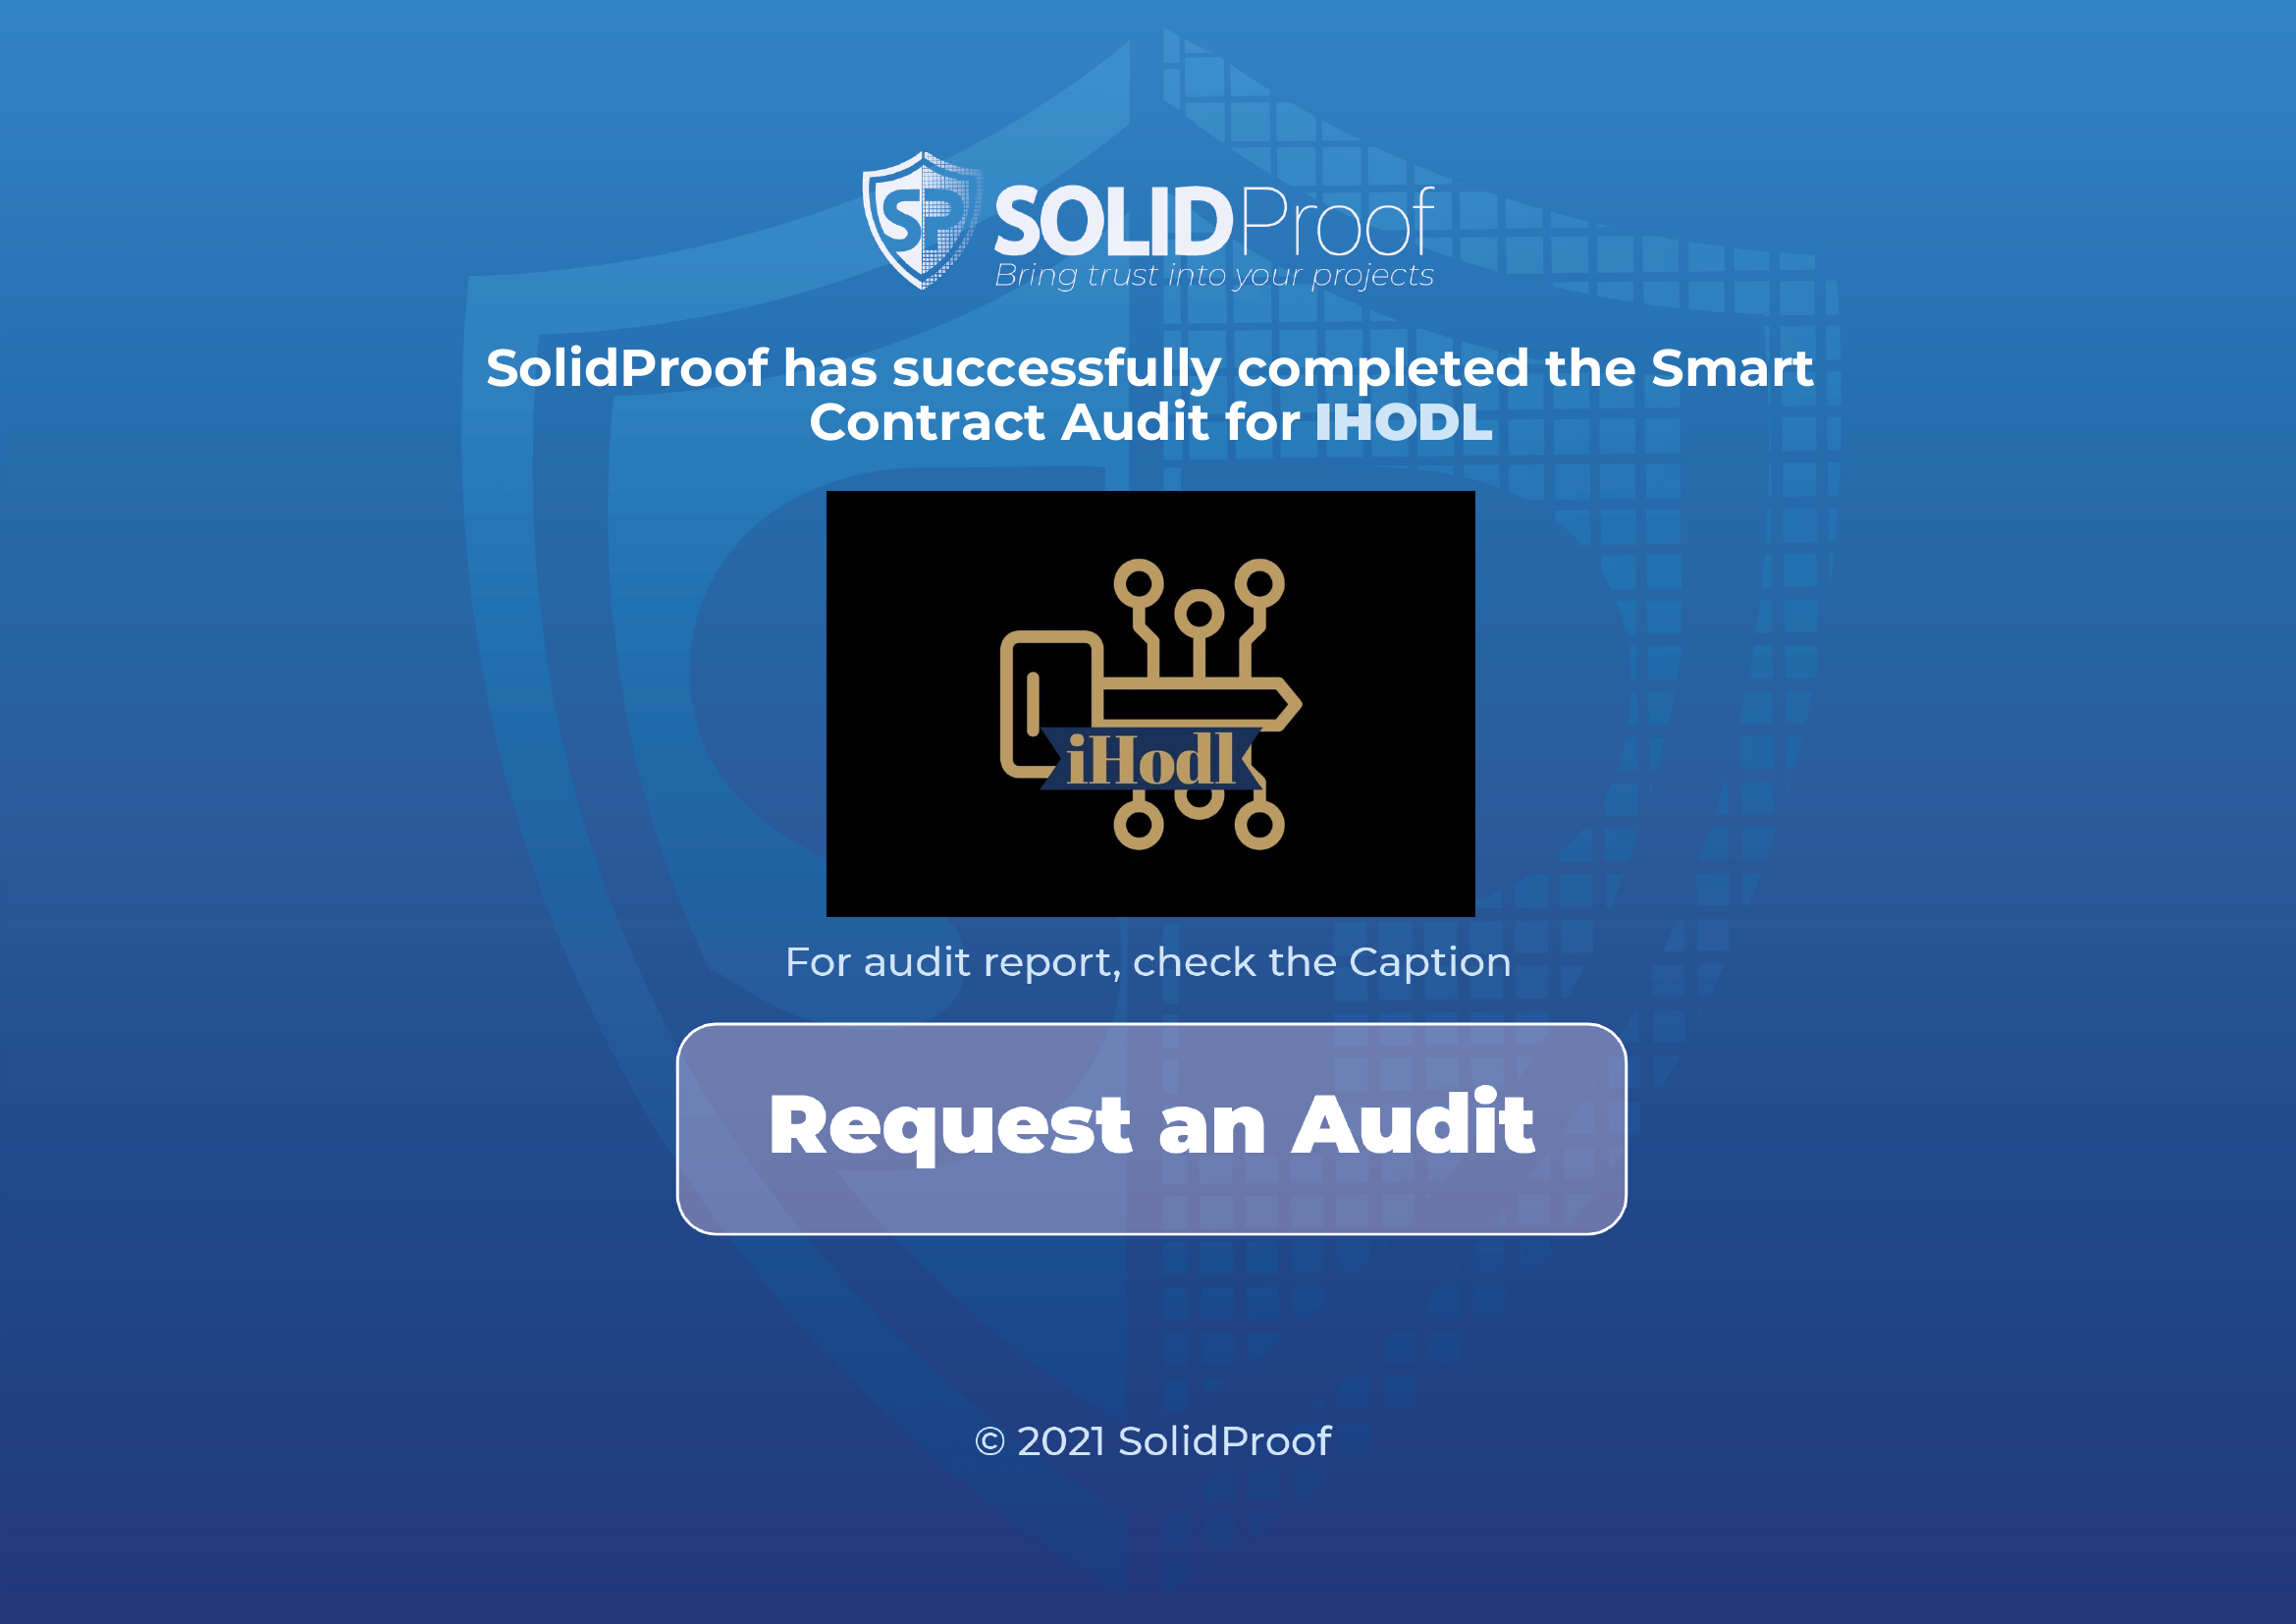 SP SOLIDProof
Bring trust into your projects
SolidProof has successfully completed the Smart
Contract Audit for IHODL
iHodl
For audit report, check the Caption
Request an Audit
© 2021 SolidProof